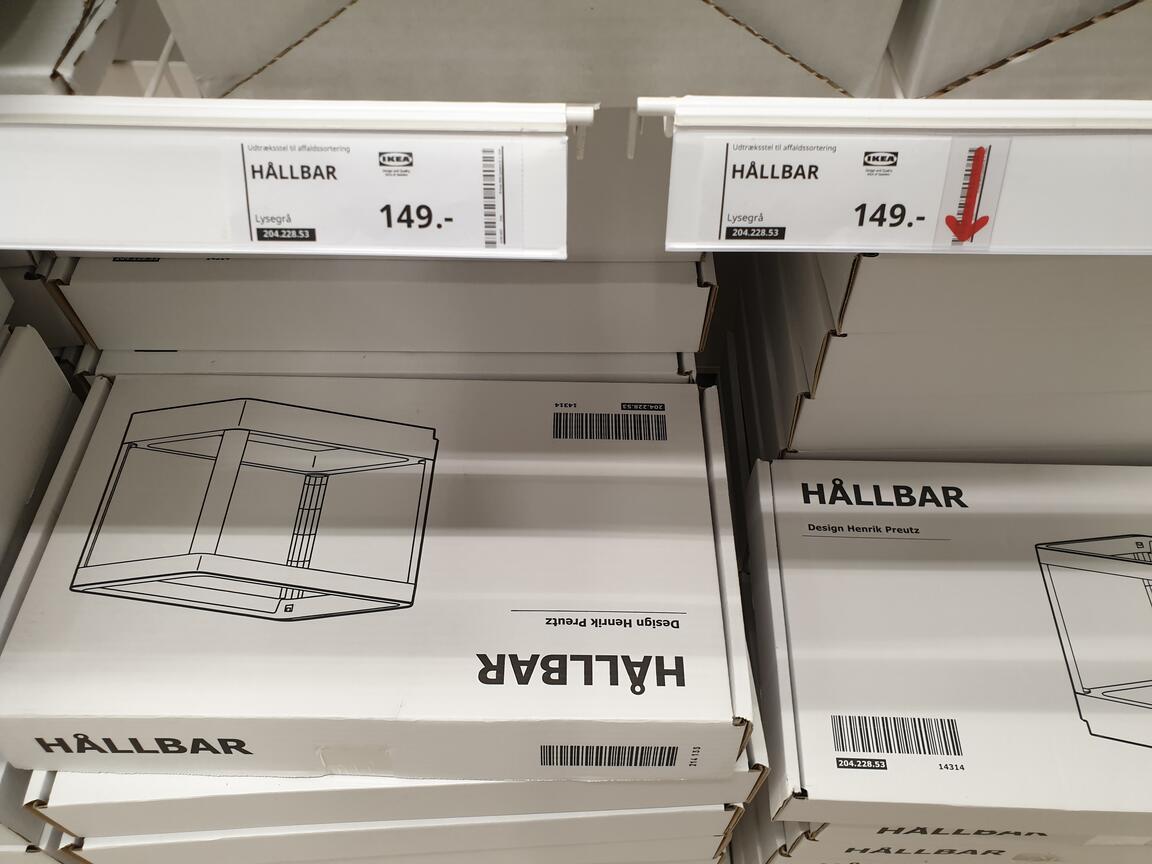 Udtræksstel til affaldssortering
HÅLLBAR
IKEA
Lysegrå
149.-
204.228.53
Udtræksstel til affaldssortering
HÅLLBAR
IKEA
Lysegrå
149.-
204.228.53
204.228.53
14314
Design Henrik Preutz
HÅLLBAR
HÅLLBAR
HÅLLBAR
Design Henrik Preutz
204.228.53
14314
HÅLLBAR
HÅLLBAR